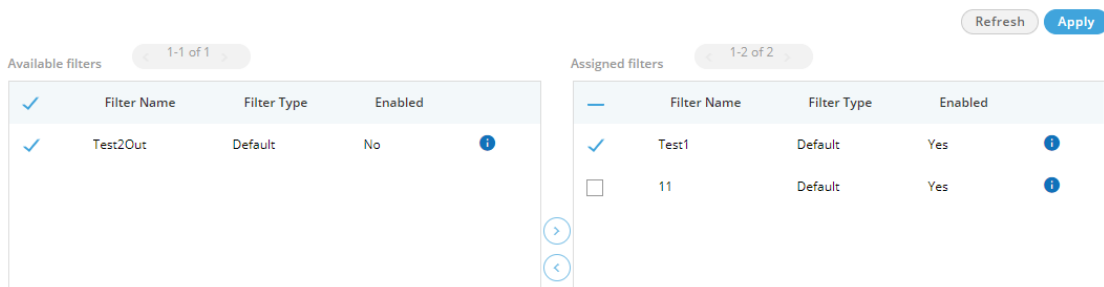 Refresh Apply
Available filters < 1-1 of 1 >
Assigned filters < 1-2 of 2 >
Filter Name Filter Type Enabled
Test2Out Default No
Filter Name Filter Type Enabled
Test1 Default Yes
11 Default Yes